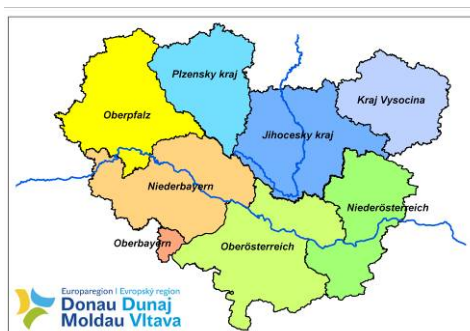 Plzensky kraj
Kraj Vysocina
Oberpfalz
Jihocesky kraj
Niederbayern
Niederösterreich
Oberbayern
Oberösterreich
Europaregion | Evropský region
Donau Dunaj
Moldau Vltava